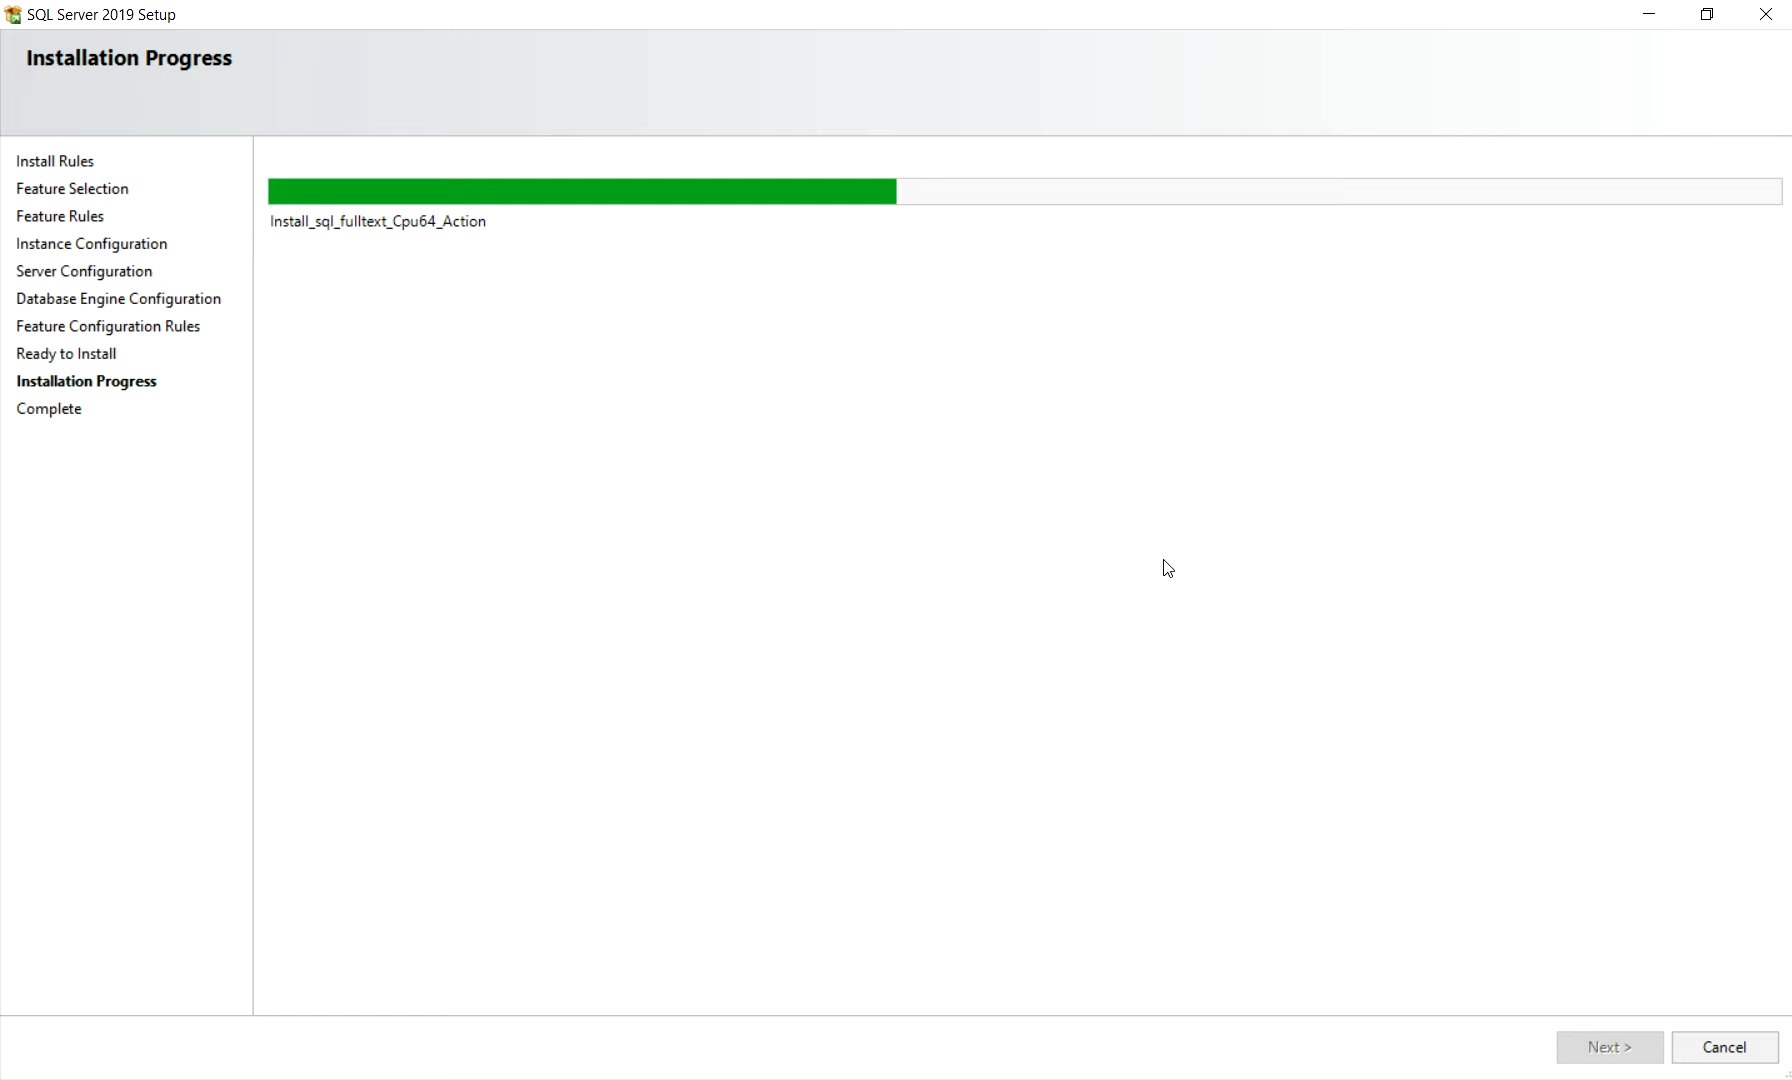 SQL Server 2019 Setup
Installation Progress
Install Rules
Feature Selection
Feature Rules
Instance Configuration
Server Configuration
Database Engine Configuration
Feature Configuration Rules
Ready to Install
Installation Progress
Complete
Install_sql_fulltext_Cpu64_Action
Next >
Cancel